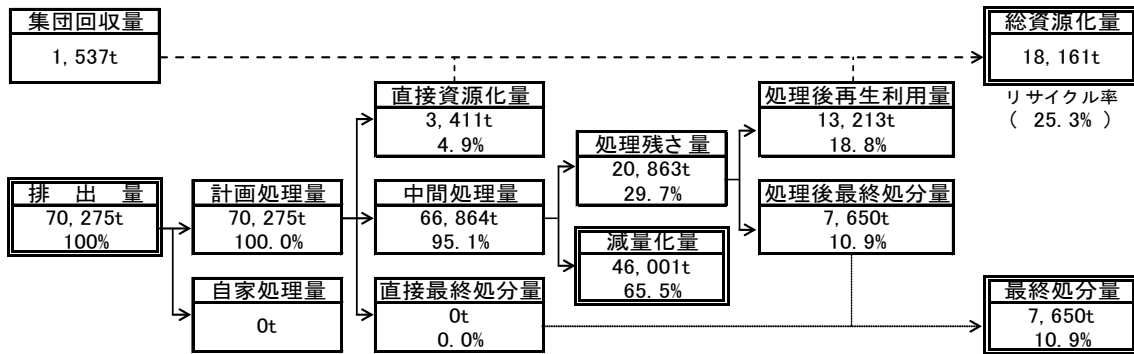 集団回収量
1,537t
総資源化量
18,161t
リサイクル率
( 25.3% )
直接資源化量
3,411t
4.9%
処理後再生利用量
13,213t
18.8%
処理残さ量
20,863t
29.7%
排 出 量
70,275t
100%
計画処理量
70,275t
100.0%
中間処理量
66,864t
95.1%
処理後最終処分量
7,650t
10.9%
減量化量
46,001t
65.5%
自家処理量
0t
直接最終処分量
0t
0.0%
最終処分量
7,650t
10.9%